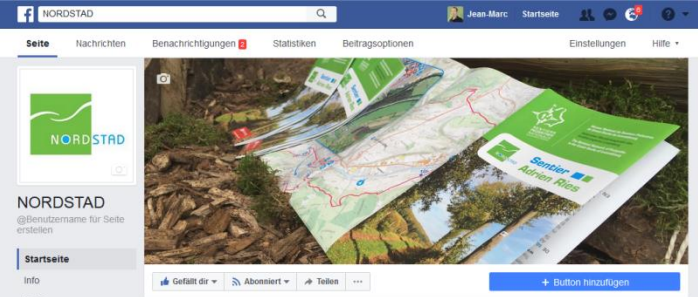 NORDSTAD
Jean-Marc Startseite 8
Seite Nachrichten Benachrichtigungen 2 Statistiken Beitragsoptionen Einstellungen Hilfe
NORDSTAD
Sentier
Adrien Ries
NORDSTAD
@Benutzername für Seite
erstellen
Startseite
Info
Gefällt dir Abonniert Teilen ...
+ Button hinzufügen